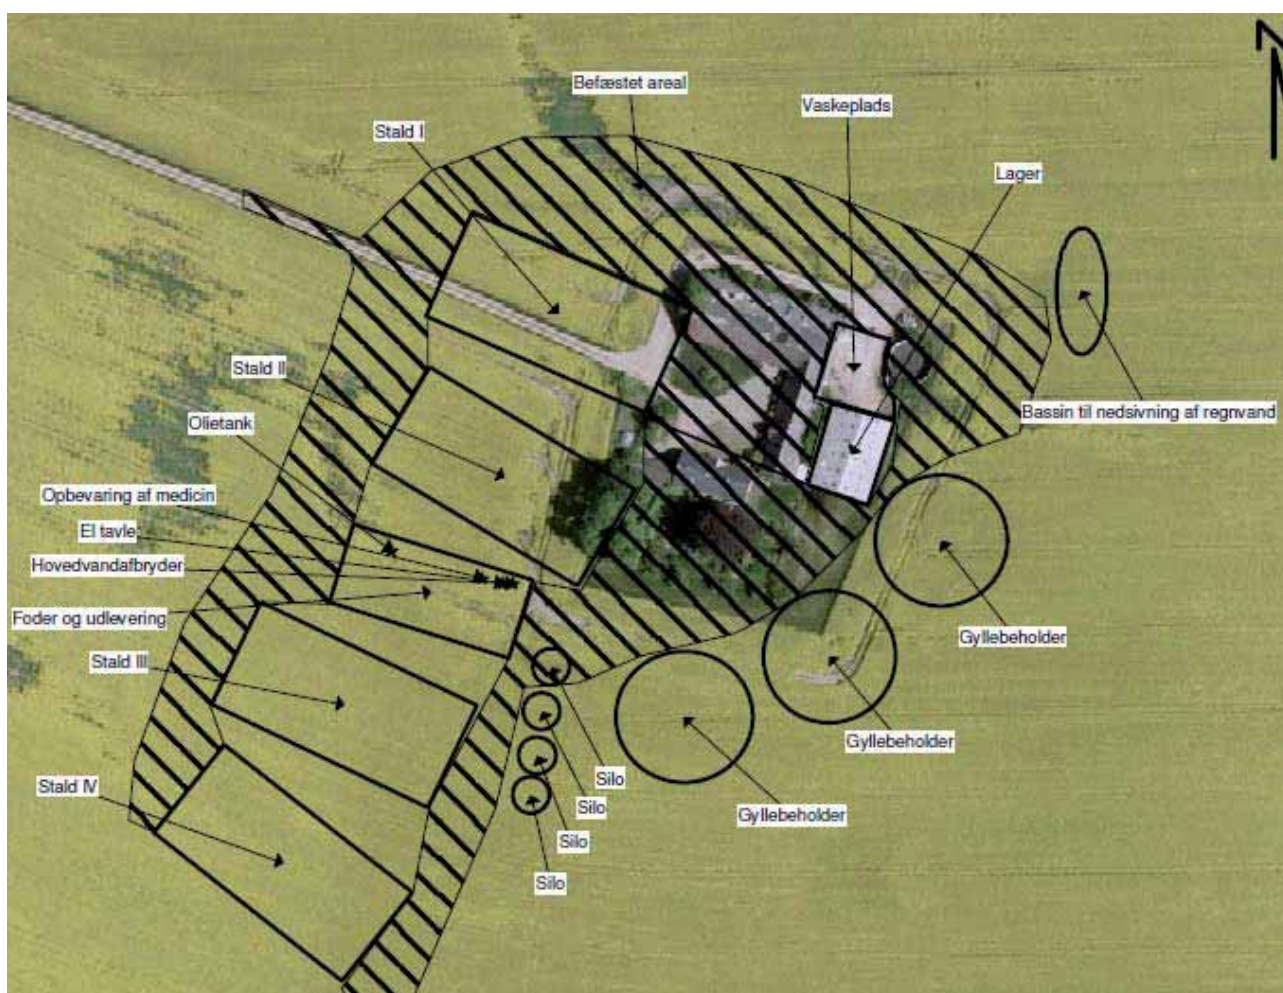 Befæstet areal
Vaskeplads
Stald I
Lager
Stald II
Bassin til nedsivning af regnvand
Olietank
Opbevaring af medicin
El tavle
Hovedvandafbryder
Foder og udlevering
Gyllebeholder
Stald III
Gyllebeholder
Silo
Stald IV
Silo
Gyllebeholder
Silo
Silo